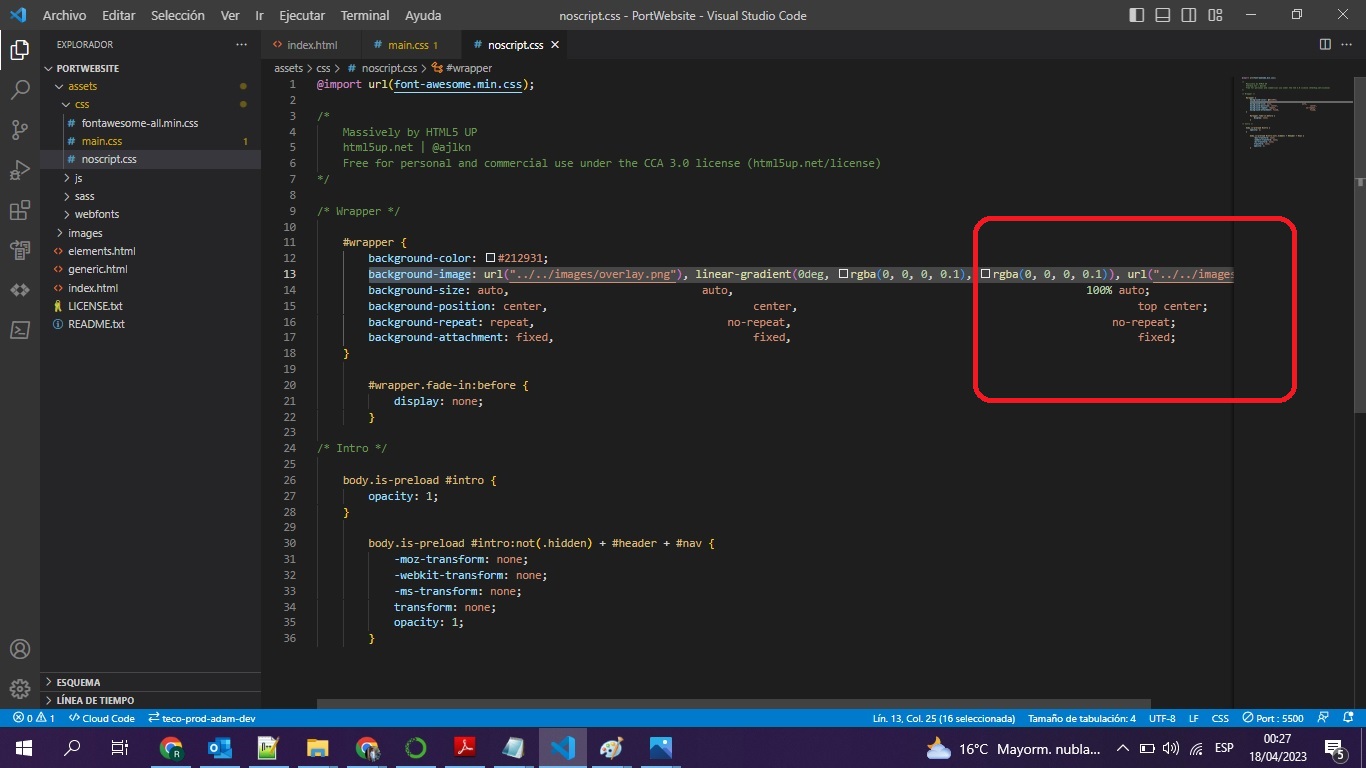 Archivo Editar Selección Ver Ir Ejecutar Terminal Ayuda noscript.css - PortWebsite - Visual Studio Code
EXPLORADOR ...
PORTWEBSITE
assets
css
# fontawesome-all.min.css
# main.css 1
# noscript.css
js
sass
webfonts
images
<> elements.html
<> generic.html
<> index.html
LICENSE.txt
README.txt
ESQUEMA
LÍNEA DE TIEMPO
<> index.html # main.css 1 # noscript.css ×
assets > css > # noscript.css > #wrapper
1 @import url(font-awesome.min.css);
2
3 /*
4 Massively by HTML5 UP
5 html5up.net | @ajlkn
6 Free for personal and commercial use under the CCA 3.0 license (html5up.net/license)
7 */
8
9 /* Wrapper */
10
11 #wrapper {
12 background-color: #212931;
13 background-image: url("../../images/overlay.png"), linear-gradient(0deg, rgba(0, 0, 0, 0.1), rgba(0, 0, 0, 0.1)), url("../../images
14 background-size: auto, auto, 100% auto;
15 background-position: center, center, top center;
16 background-repeat: repeat, no-repeat, no-repeat;
17 background-attachment: fixed, fixed, fixed;
18 }
19
20 #wrapper.fade-in:before {
21 display: none;
22 }
23
24 /* Intro */
25
26 body.is-preload #intro {
27 opacity: 1;
28 }
29
30 body.is-preload #intro:not(.hidden) + #header + #nav {
31 -moz-transform: none;
32 -webkit-transform: none;
33 -ms-transform: none;
34 transform: none;
35 opacity: 1;
36 }
0 1 Cloud Code teco-prod-adam-dev Lín. 13, Col. 25 (16 seleccionada) Tamaño de tabulación: 4 UTF-8 LF CSS Port : 5500
16°C Mayorm. nubla... ESP 00:27
18/04/2023 5